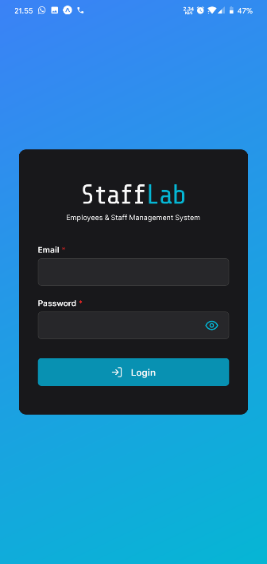 21.55
47%
StaffLab
Employees & Staff Management System
Email *
Password *
Login